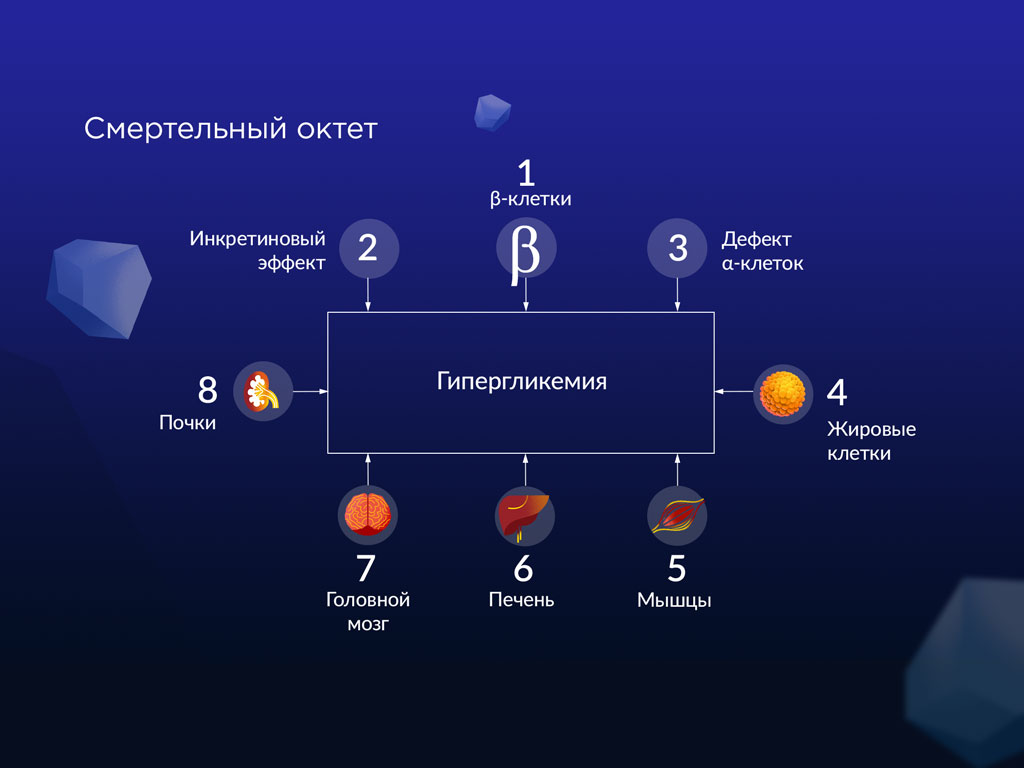 Смертельный октет
1
β-клетки
β
Инкретиновый
эффект
2
3
Дефект
α-клеток
Гипергликемия
8
Почки
4
Жировые
клетки
7
Головной
мозг
6
Печень
5
Мышцы